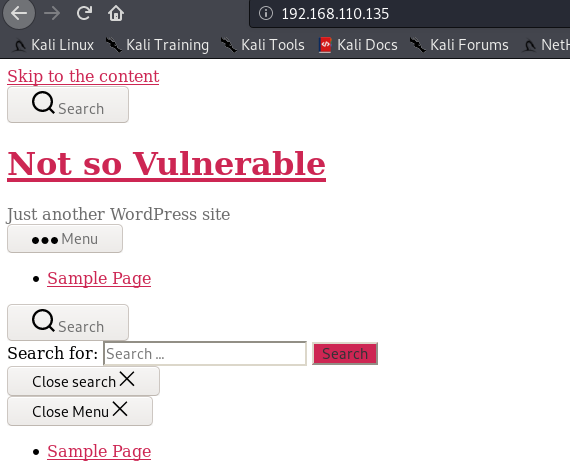 192.168.110.135
Kali Linux Kali Training Kali Tools Kali Docs Kali Forums NetH
Skip to the content
Search
Not so Vulnerable
Just another WordPress site
Menu
Sample Page
Search
Search for: Search ... Search
Close search
Close Menu
Sample Page